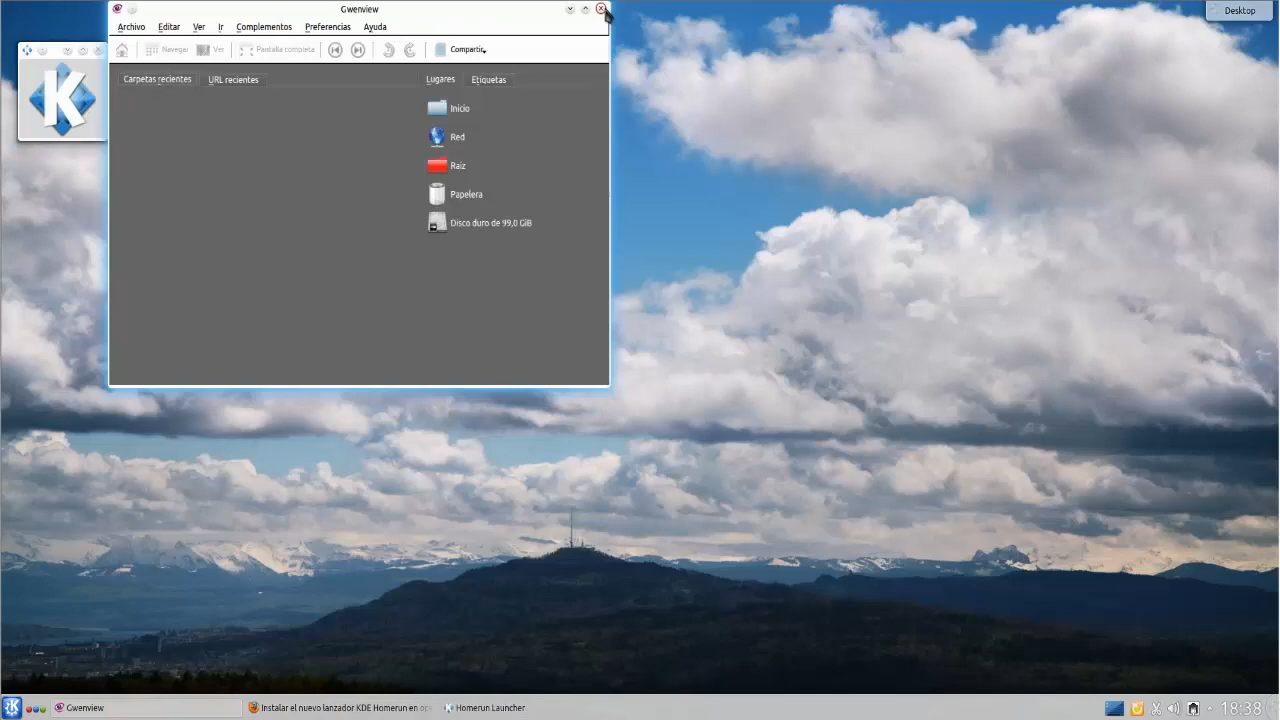 Gwenview
Desktop
Archivo Editar Ver Ir Complementos Preferencias Ayuda
Navegar Ver Pantalla completa Compartir
Carpetas recientes URL recientes Lugares Etiquetas
Inicio
Red
Raíz
Papelera
Disco duro de 99,0 GiB
Gwenview Instalar el nuevo lanzador KDE Homerun en op Homerun Launcher 18:38